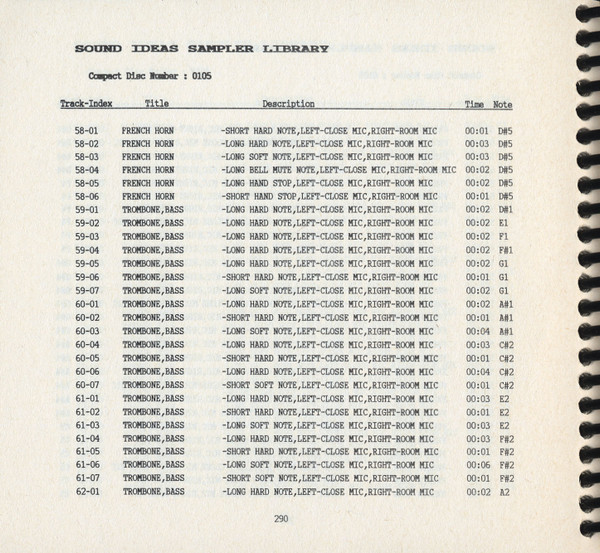 SOUND IDEAS SAMPLER LIBRARY
Compact Disc Number : 0105
Track-Index Title Description Time Note
58-01 FRENCH HORN -SHORT HARD NOTE,LEFT-CLOSE MIC,RIGHT-ROOM MIC 00:01 D#5
58-02 FRENCH HORN -LONG HARD NOTE,LEFT-CLOSE MIC,RIGHT-ROOM MIC 00:03 D#5
58-03 FRENCH HORN -LONG SOFT NOTE,LEFT-CLOSE MIC,RIGHT-ROOM MIC 00:03 D#5
58-04 FRENCH HORN -LONG BELL MUTE NOTE,LEFT-CLOSE MIC,RIGHT-ROOM MIC 00:02 D#5
58-05 FRENCH HORN -LONG HAND STOP,LEFT-CLOSE MIC,RIGHT-ROOM MIC 00:02 D#5
58-06 FRENCH HORN -SHORT HAND STOP,LEFT-CLOSE MIC,RIGHT-ROOM MIC 00:01 D#5
59-01 TROMBONE,BASS -LONG HARD NOTE,LEFT-CLOSE MIC,RIGHT-ROOM MIC 00:02 D#1
59-02 TROMBONE,BASS -LONG HARD NOTE,LEFT-CLOSE MIC,RIGHT-ROOM MIC 00:02 E1
59-03 TROMBONE,BASS -LONG HARD NOTE,LEFT-CLOSE MIC,RIGHT-ROOM MIC 00:02 F1
59-04 TROMBONE,BASS -LONG HARD NOTE,LEFT-CLOSE MIC,RIGHT-ROOM MIC 00:02 F#1
59-05 TROMBONE,BASS -LONG HARD NOTE,LEFT-CLOSE MIC,RIGHT-ROOM MIC 00:02 G1
59-06 TROMBONE,BASS -SHORT HARD NOTE,LEFT-CLOSE MIC,RIGHT-ROOM MIC 00:01 G1
59-07 TROMBONE,BASS -LONG SOFT NOTE,LEFT-CLOSE MIC,RIGHT-ROOM MIC 00:02 G1
60-01 TROMBONE,BASS -LONG HARD NOTE,LEFT-CLOSE MIC,RIGHT-ROOM MIC 00:02 A#1
60-02 TROMBONE,BASS -SHORT HARD NOTE,LEFT-CLOSE MIC,RIGHT-ROOM MIC 00:01 A#1
60-03 TROMBONE,BASS -LONG SOFT NOTE,LEFT-CLOSE MIC,RIGHT-ROOM MIC 00:04 A#1
60-04 TROMBONE,BASS -LONG HARD NOTE,LEFT-CLOSE MIC,RIGHT-ROOM MIC 00:03 C#2
60-05 TROMBONE,BASS -SHORT HARD NOTE,LEFT-CLOSE MIC,RIGHT-ROOM MIC 00:01 C#2
60-06 TROMBONE,BASS -LONG SOFT NOTE,LEFT-CLOSE MIC,RIGHT-ROOM MIC 00:04 C#2
60-07 TROMBONE,BASS -SHORT SOFT NOTE,LEFT-CLOSE MIC,RIGHT-ROOM MIC 00:01 C#2
61-01 TROMBONE,BASS -LONG HARD NOTE,LEFT-CLOSE MIC,RIGHT-ROOM MIC 00:03 E2
61-02 TROMBONE,BASS -SHORT HARD NOTE,LEFT-CLOSE MIC,RIGHT-ROOM MIC 00:01 E2
61-03 TROMBONE,BASS -LONG SOFT NOTE,LEFT-CLOSE MIC,RIGHT-ROOM MIC 00:03 E2
61-04 TROMBONE,BASS -LONG HARD NOTE,LEFT-CLOSE MIC,RIGHT-ROOM MIC 00:03 F#2
61-05 TROMBONE,BASS -SHORT HARD NOTE,LEFT-CLOSE MIC,RIGHT-ROOM MIC 00:01 F#2
61-06 TROMBONE,BASS -LONG SOFT NOTE,LEFT-CLOSE MIC,RIGHT-ROOM MIC 00:06 F#2
61-07 TROMBONE,BASS -SHORT SOFT NOTE,LEFT-CLOSE MIC,RIGHT-ROOM MIC 00:01 F#2
62-01 TROMBONE,BASS -LONG HARD NOTE,LEFT-CLOSE MIC,RIGHT-ROOM MIC 00:02 A2
290